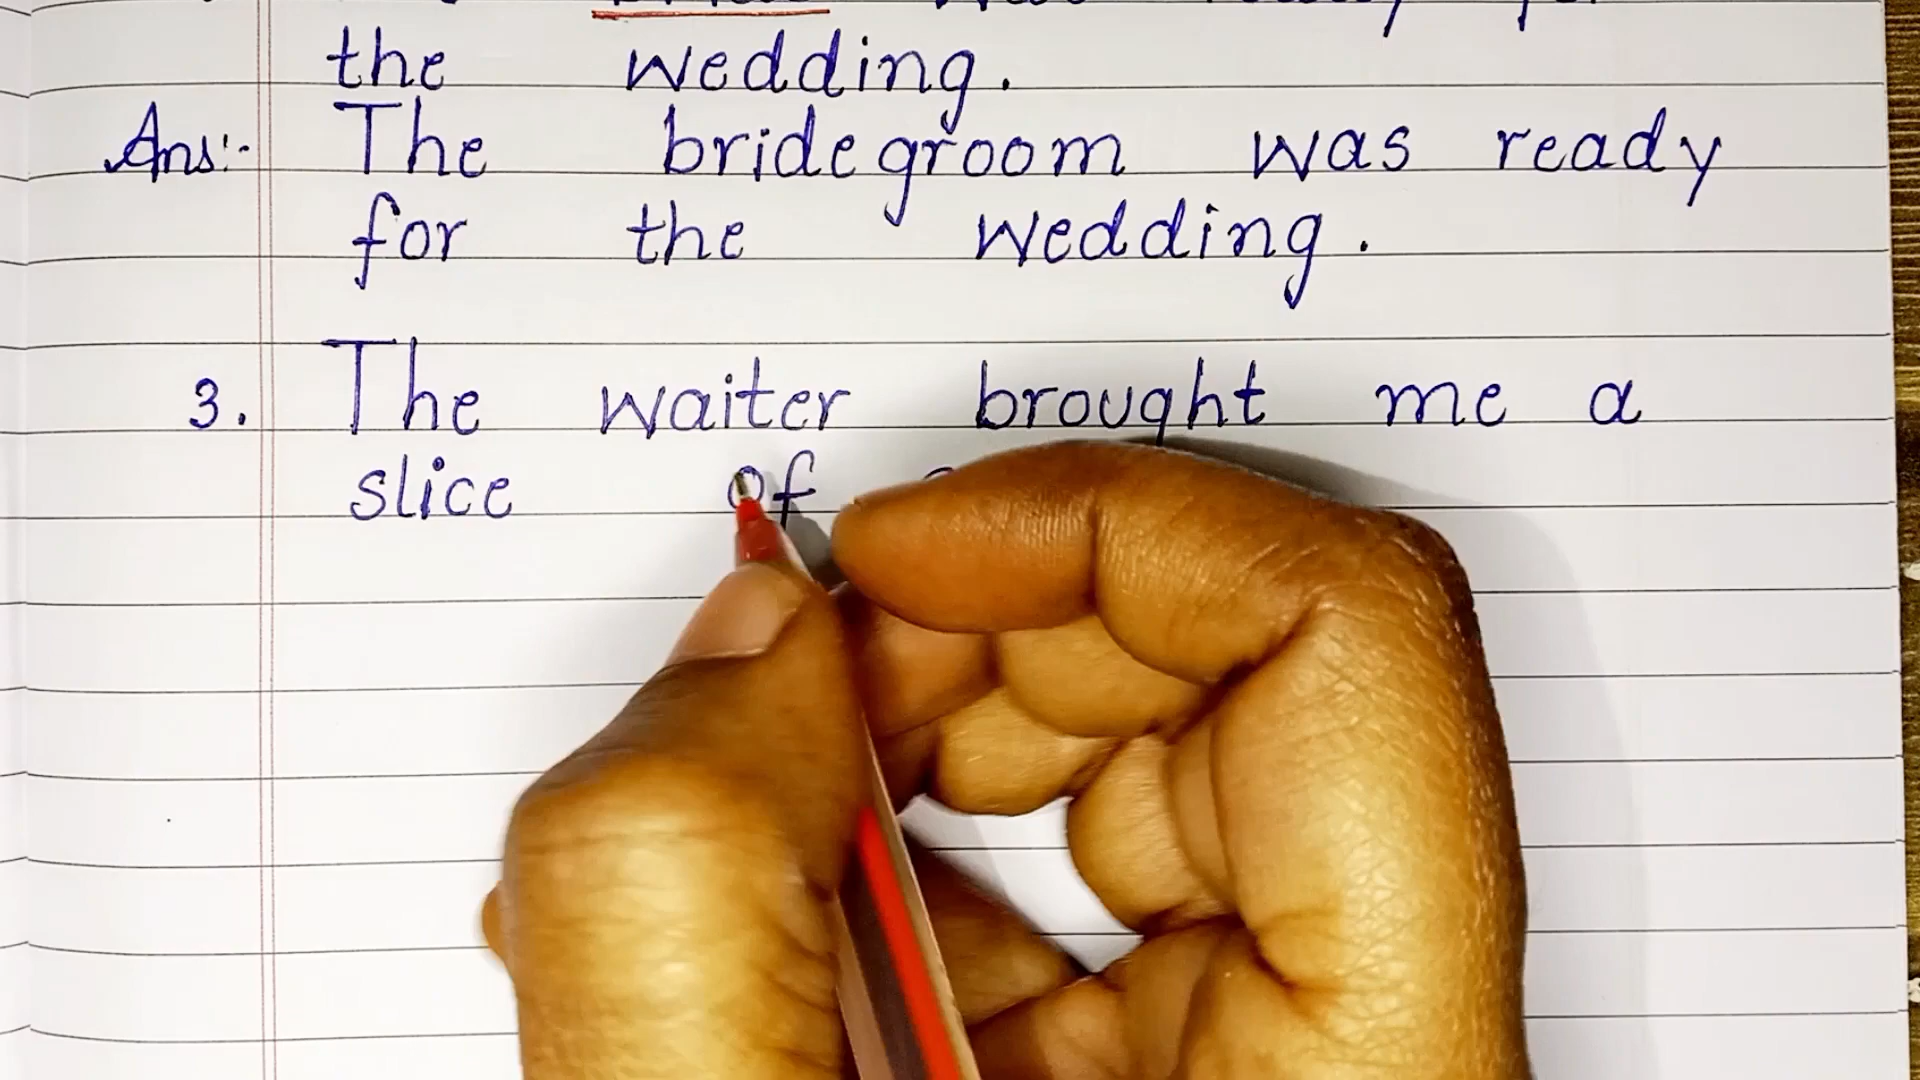 the wedding.
Ans:- The bridegroom was ready
for the wedding.
3. The waiter brought me a
slice of